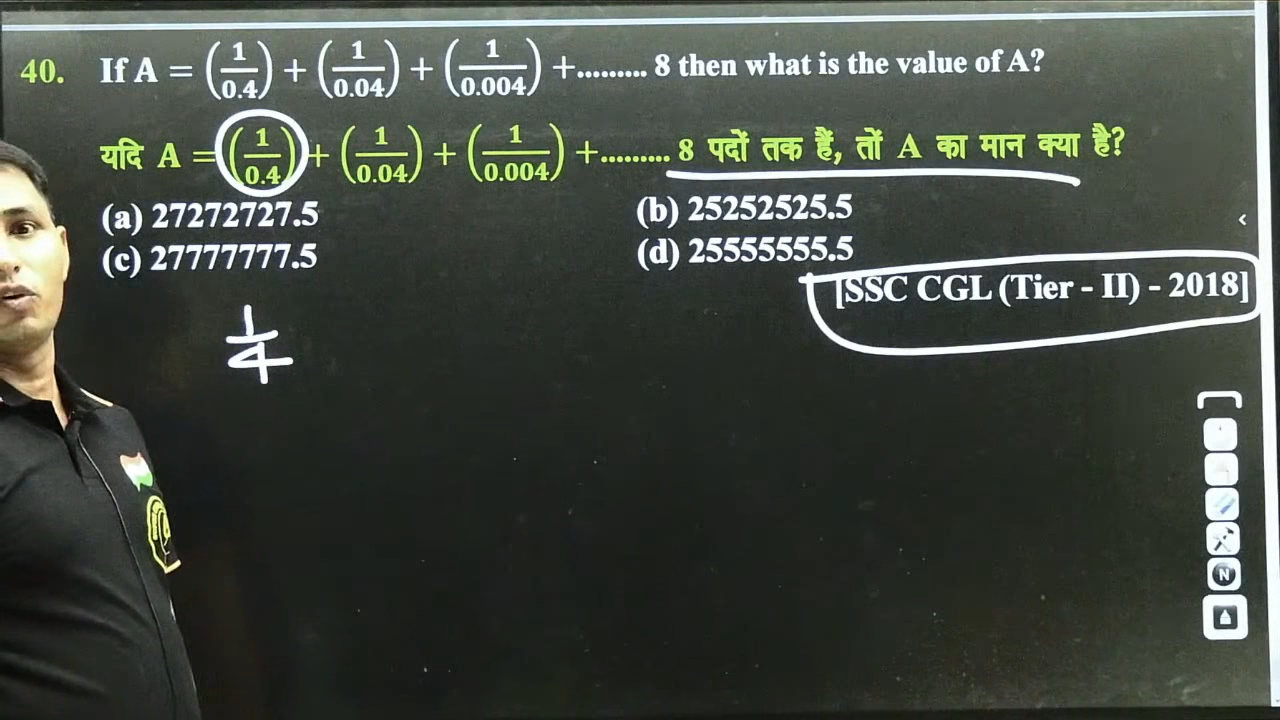 40. If A = (1/0.4) + (1/0.04) + (1/0.004) +......... 8 then what is the value of A?
यदि A = (1/0.4) + (1/0.04) + (1/0.004) +......... 8 पदों तक हैं, तों A का मान क्या है?
(a) 27272727.5 (b) 25252525.5
(c) 27777777.5 (d) 25555555.5
[SSC CGL (Tier - II) - 2018]
1/4
N